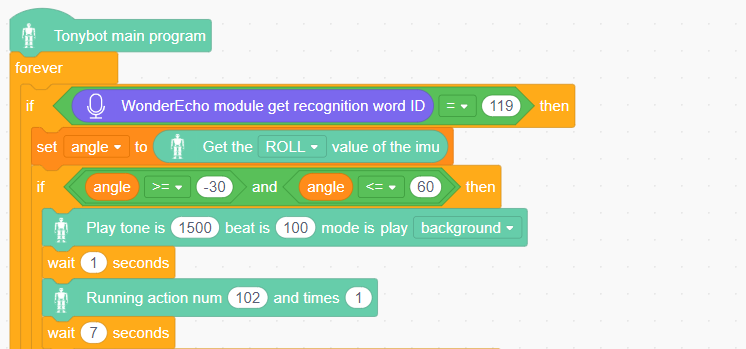 Tonybot main program
forever
if WonderEcho module get recognition word ID = 119 then
set angle to Get the ROLL value of the imu
if angle >= -30 and angle <= 60 then
Play tone is 1500 beat is 100 mode is play background
wait 1 seconds
Running action num 102 and times 1
wait 7 seconds